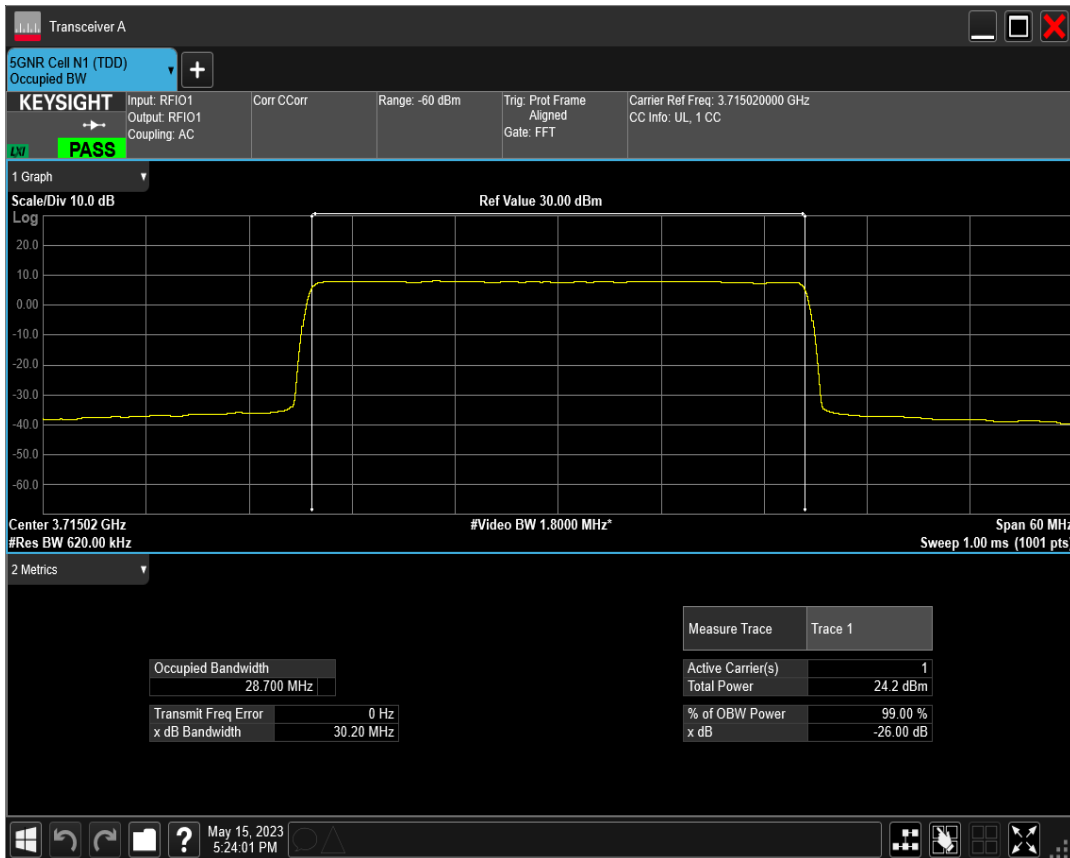 Transceiver A
5GNR Cell N1 (TDD)
Occupied BW
+
KEYSIGHT
LXI
PASS
Input: RFIO1
Output: RFIO1
Coupling: AC
Corr CCorr
Range: -60 dBm
Trig: Prot Frame
Aligned
Gate: FFT
Carrier Ref Freq: 3.715020000 GHz
CC Info: UL, 1 CC
1 Graph
Scale/Div 10.0 dB
Ref Value 30.00 dBm
Log
20.0
10.0
0.00
-10.0
-20.0
-30.0
-40.0
-50.0
-60.0
Center 3.71502 GHz
#Video BW 1.8000 MHz*
Span 60 MHz
#Res BW 620.00 kHz
Sweep 1.00 ms (1001 pts)
2 Metrics
Measure Trace Trace 1
Occupied Bandwidth
28.700 MHz
Active Carrier(s) 1
Total Power 24.2 dBm
Transmit Freq Error 0 Hz
x dB Bandwidth 30.20 MHz
% of OBW Power 99.00 %
x dB -26.00 dB
?
May 15, 2023
5:24:01 PM